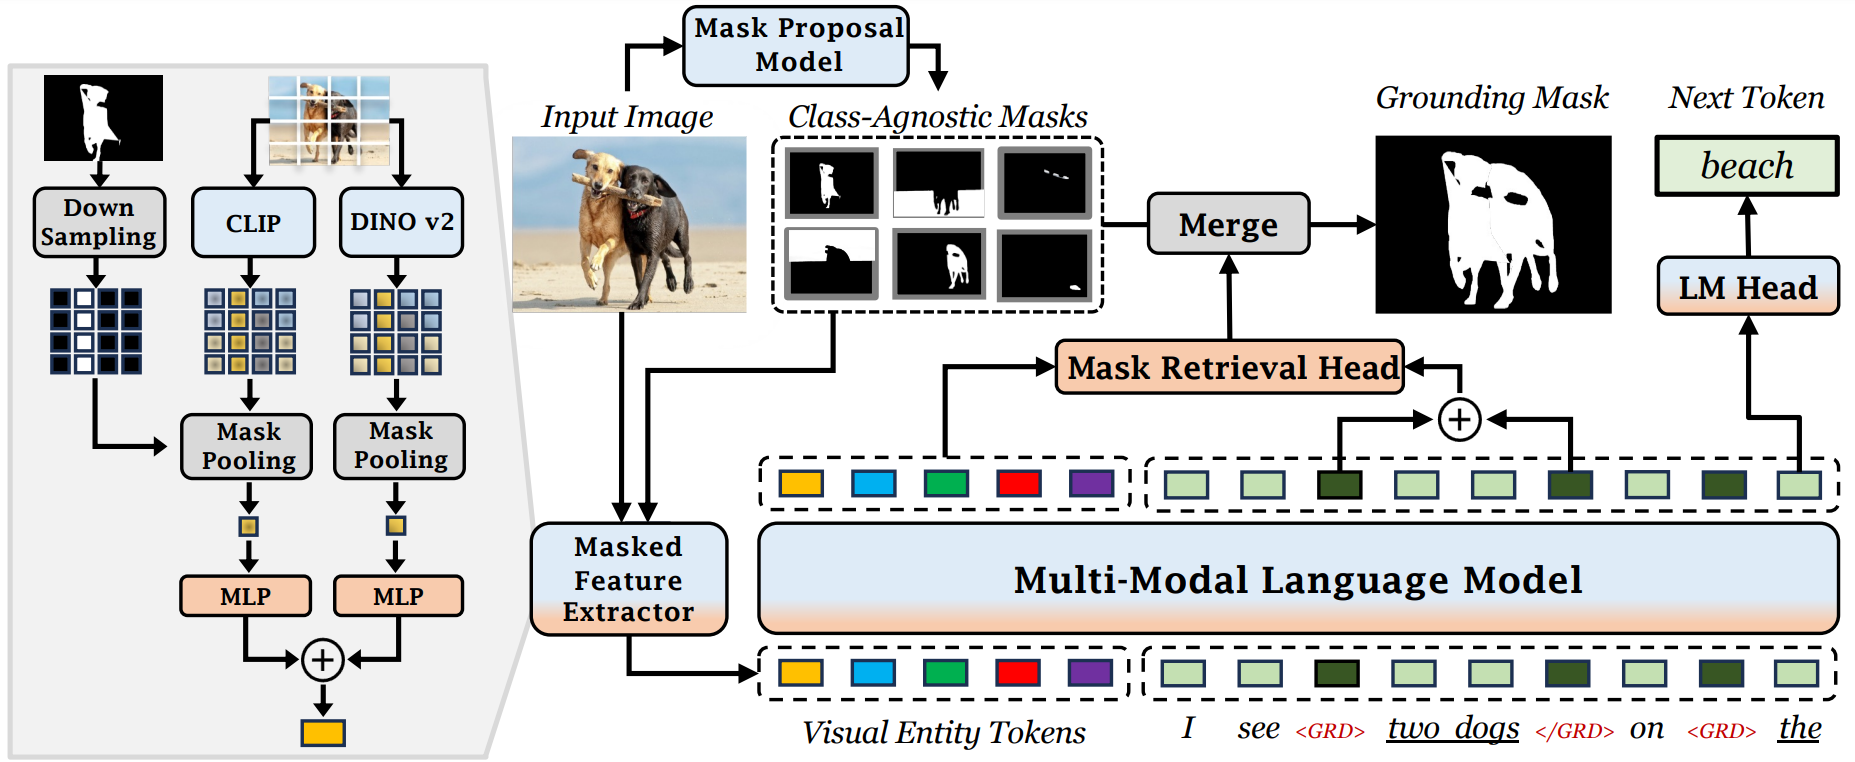 Mask Proposal
Model
Input Image
Class-Agnostic Masks
Grounding Mask
Next Token
beach
Down
Sampling
CLIP
DINO v2
Merge
LM Head
Mask Retrieval Head
Mask
Pooling
Mask
Pooling
MLP
MLP
Masked
Feature
Extractor
Multi-Modal Language Model
Visual Entity Tokens
I see <GRD> two dogs </GRD> on <GRD> the